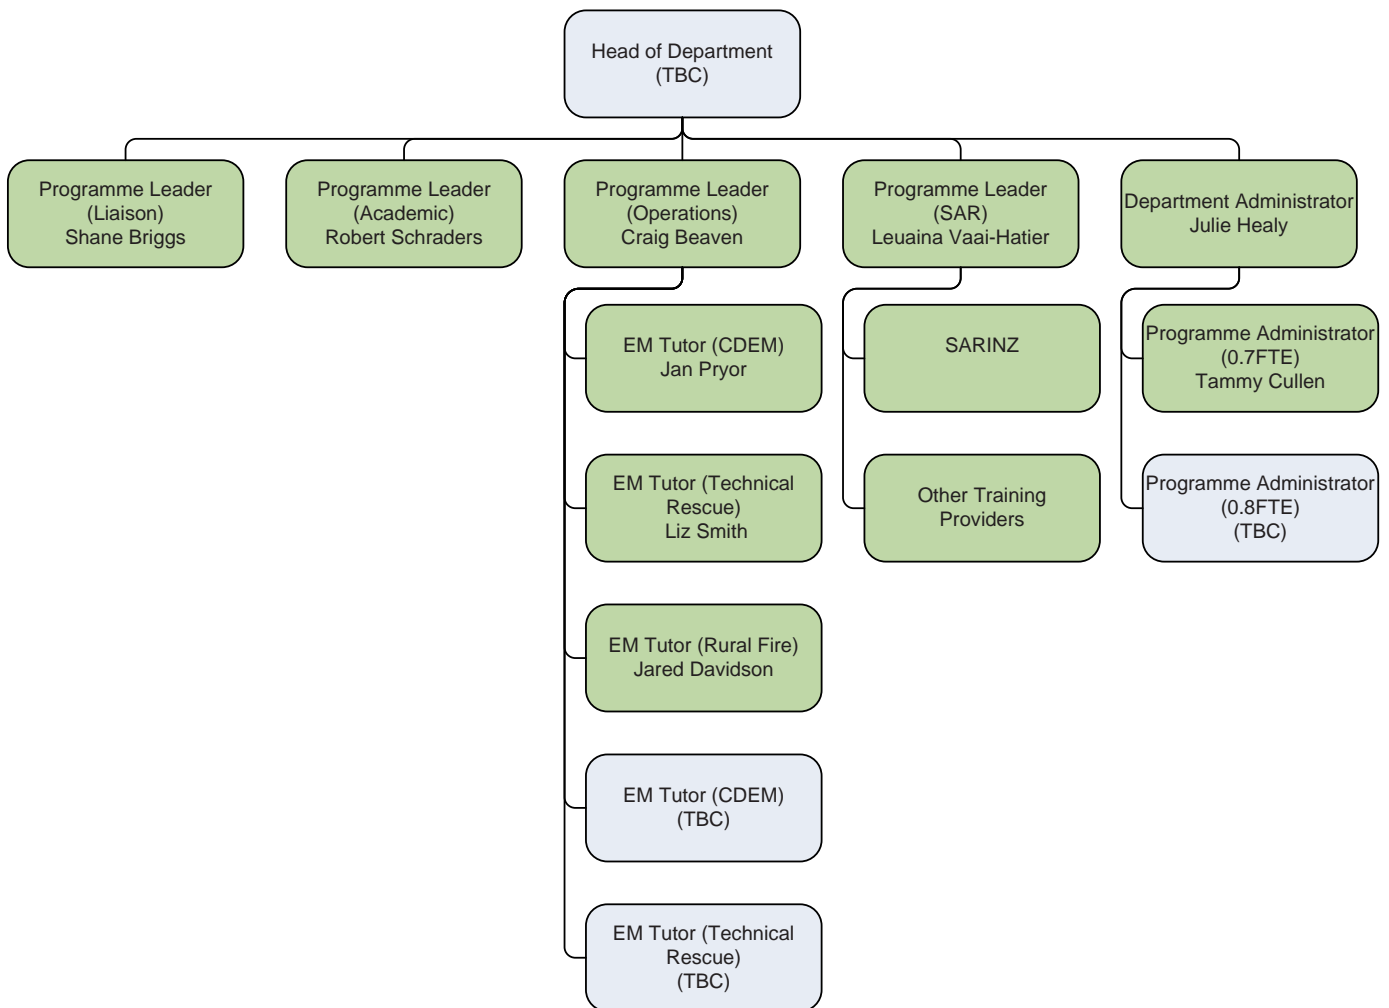 Head of Department
(TBC)
Programme Leader
(Liaison)
Shane Briggs
Programme Leader
(Academic)
Robert Schraders
Programme Leader
(Operations)
Craig Beaven
Programme Leader
(SAR)
Leuaina Vaai-Hatier
Department Administrator
Julie Healy
EM Tutor (CDEM)
Jan Pryor
SARINZ
Programme Administrator
(0.7FTE)
Tammy Cullen
EM Tutor (Technical
Rescue)
Liz Smith
Other Training
Providers
Programme Administrator
(0.8FTE)
(TBC)
EM Tutor (Rural Fire)
Jared Davidson
EM Tutor (CDEM)
(TBC)
EM Tutor (Technical
Rescue)
(TBC)